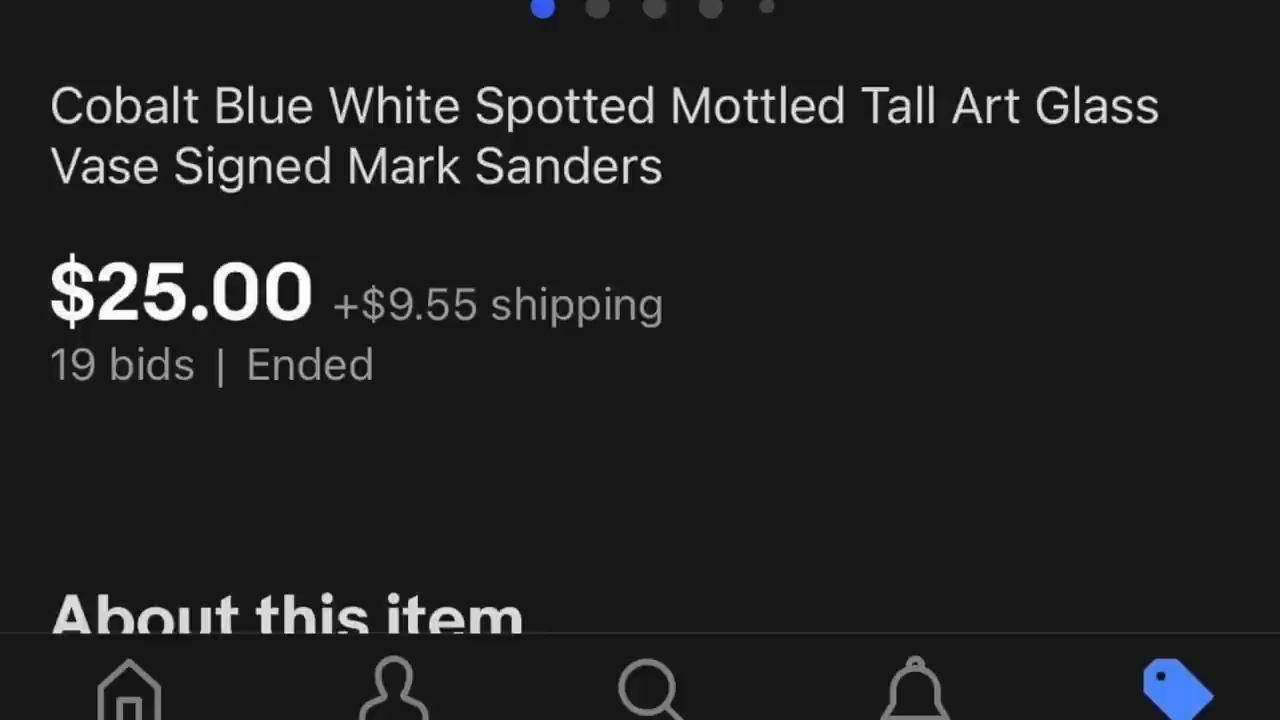 Cobalt Blue White Spotted Mottled Tall Art Glass
Vase Signed Mark Sanders
$25.00 +$9.55 shipping
19 bids | Ended
About this item